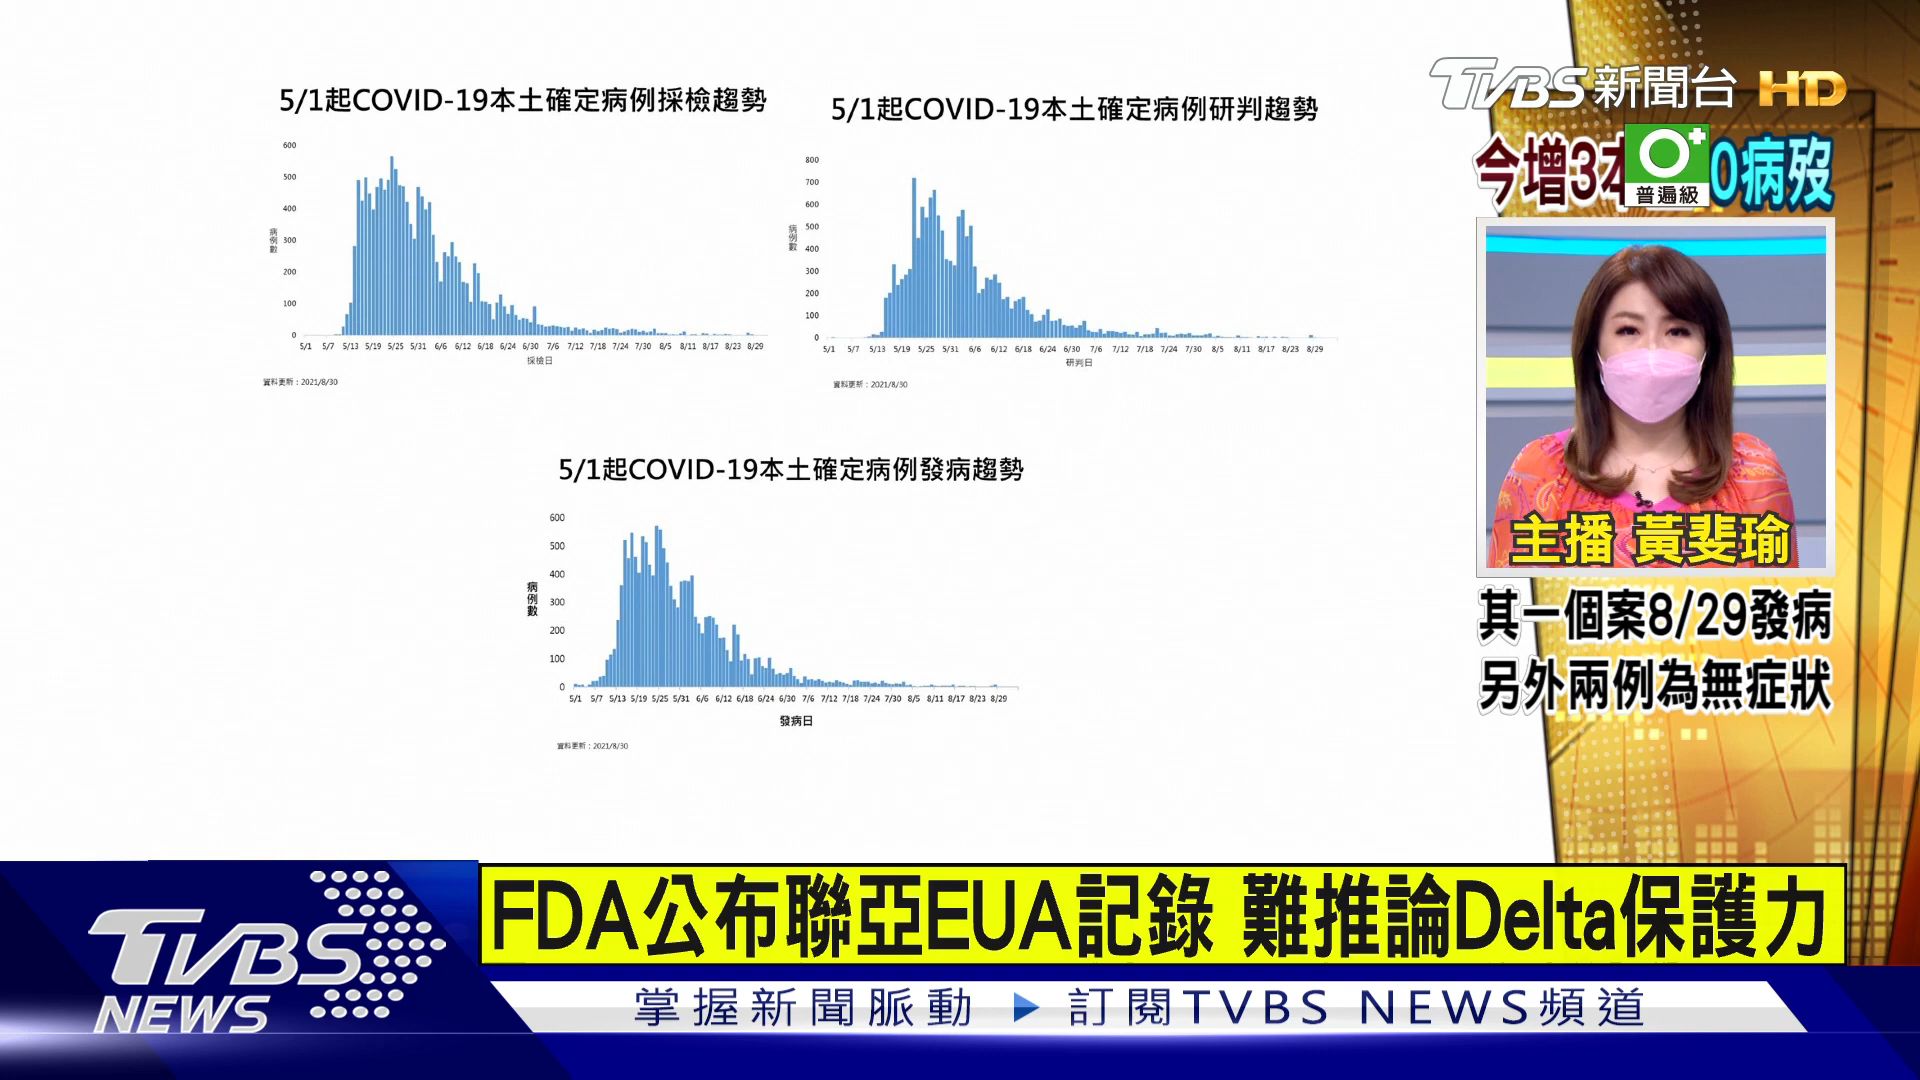 5/1起COVID-19本土確定病例採檢趨勢
600
500
400
300
200
100
0
病例數
5/1 5/7 5/13 5/19 5/25 5/31 6/6 6/12 6/18 6/24 6/30 7/6 7/12 7/18 7/24 7/30 8/5 8/11 8/17 8/23 8/29
採檢日
資料更新：2021/8/30
5/1起COVID-19本土確定病例研判趨勢
800
700
600
500
400
300
200
100
0
病例數
5/1 5/7 5/13 5/19 5/25 5/31 6/6 6/12 6/18 6/24 6/30 7/6 7/12 7/18 7/24 7/30 8/5 8/11 8/17 8/23 8/29
研判日
資料更新：2021/8/30
5/1起COVID-19本土確定病例發病趨勢
600
500
400
300
200
100
0
病例數
5/1 5/7 5/13 5/19 5/25 5/31 6/6 6/12 6/18 6/24 6/30 7/6 7/12 7/18 7/24 7/30 8/5 8/11 8/17 8/23 8/29
發病日
資料更新：2021/8/30
TVBS新聞台 HD
今增3本 0病歿
普遍級
主播 黃斐瑜
其一個案8/29發病
另外兩例為無症狀
FDA公布聯亞EUA記錄 難推論Delta保護力
TVBS
NEWS
掌握新聞脈動 ▶ 訂閱TVBS NEWS頻道